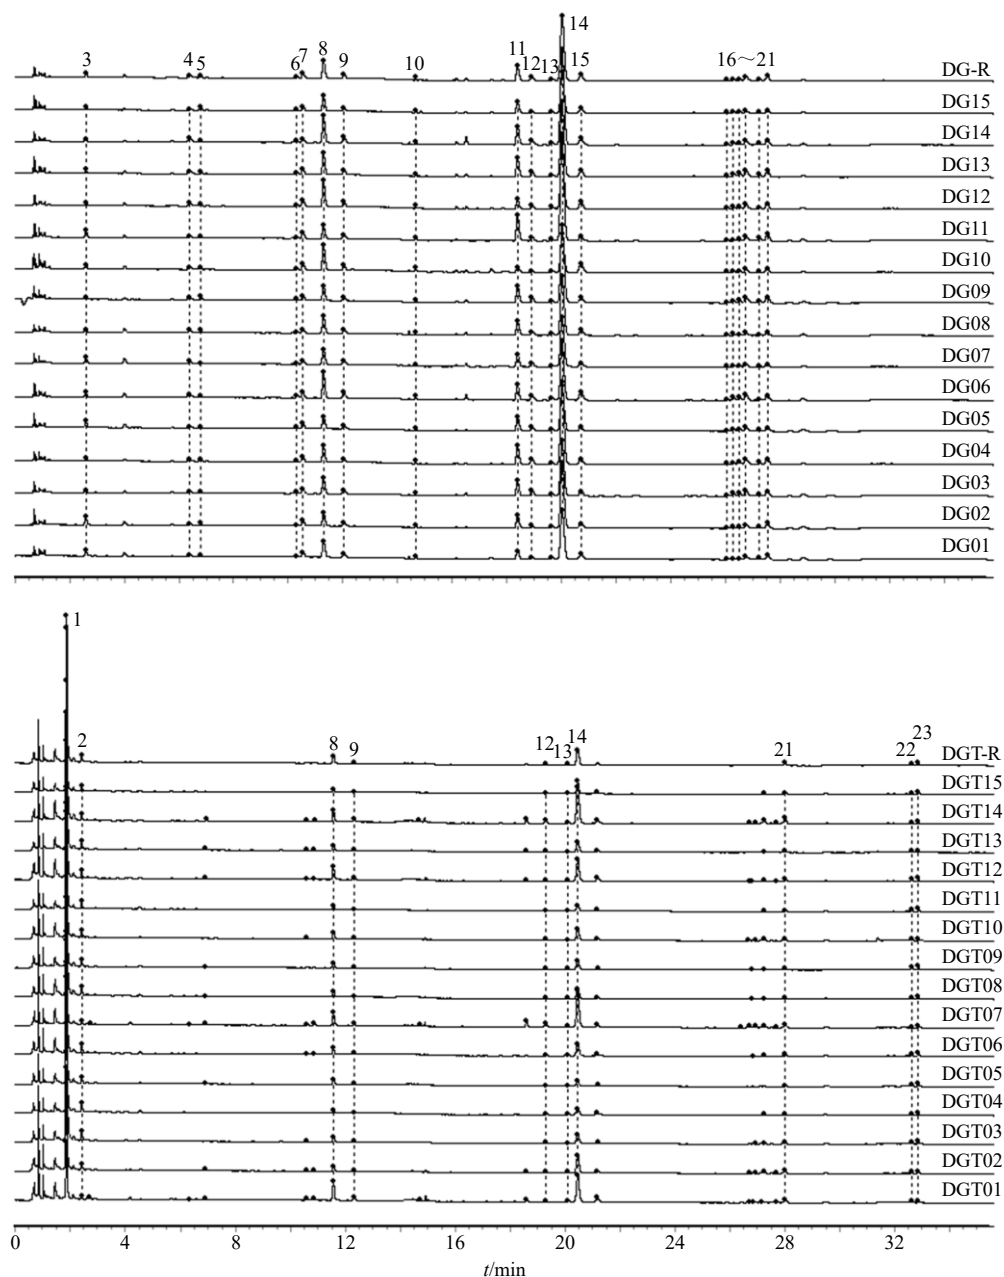 14
3 4 5 6 7 8 9 10 11 12 13 15 16～21
DG-R
DG15
DG14
DG13
DG12
DG11
DG10
DG09
DG08
DG07
DG06
DG05
DG04
DG03
DG02
DG01
1
2 8 9 12 13 14 21 22 23
DGT-R
DGT15
DGT14
DGT13
DGT12
DGT11
DGT10
DGT09
DGT08
DGT07
DGT06
DGT05
DGT04
DGT03
DGT02
DGT01
0 4 8 12 16 20 24 28 32
t/min